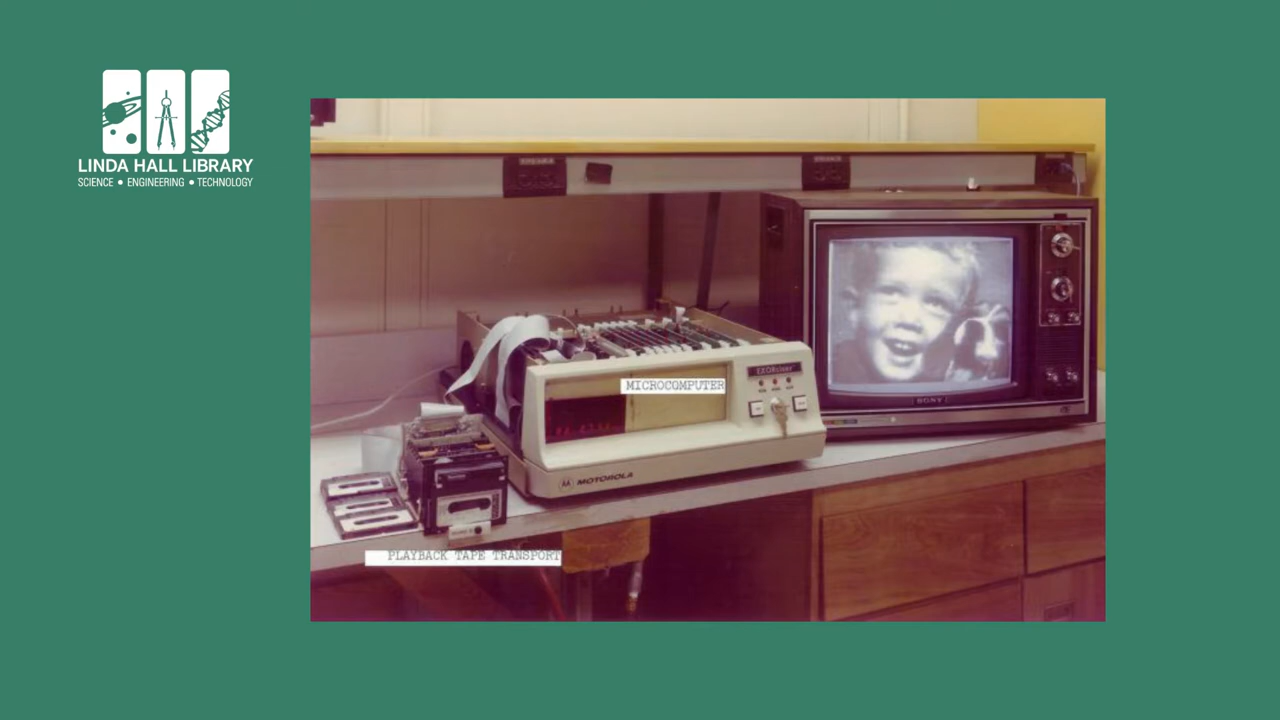 LINDA HALL LIBRARY
SCIENCE • ENGINEERING • TECHNOLOGY
EXORciser
MICROCOMPUTER
SONY
MOTOROLA
PLAYBACK TAPE TRANSPORT